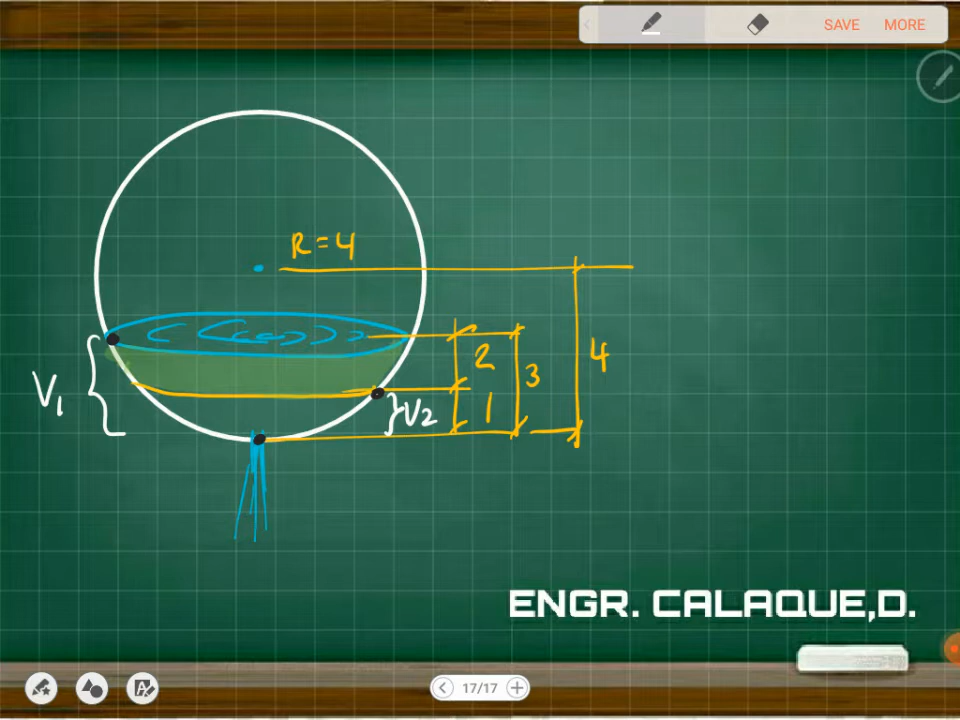 SAVE MORE
R = 4
2
3
4
1
V1
V2
ENGR. CALAQUE,D.
A
17/17